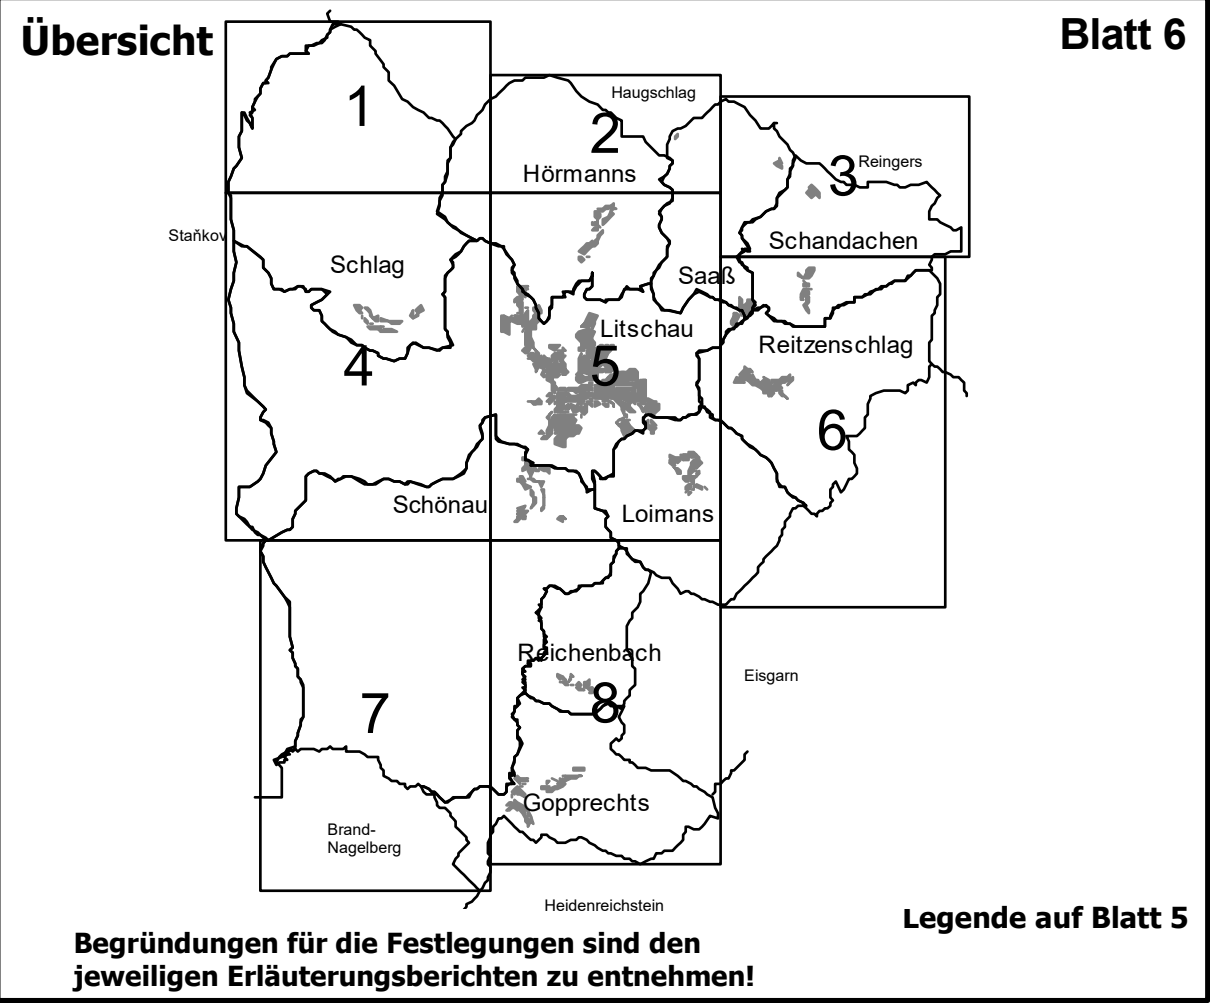 Übersicht
Blatt 6
1
Haugschlag
2
Hörmanns
3
Reingers
Staňkov
Schlag
Schandachen
Saaß
Litschau
Reitzenschlag
4
5
6
Schönau
Loimans
Reichenbach
Eisgarn
7
8
Gopprechts
Brand-
Nagelberg
Heidenreichstein
Legende auf Blatt 5
Begründungen für die Festlegungen sind den
jeweiligen Erläuterungsberichten zu entnehmen!